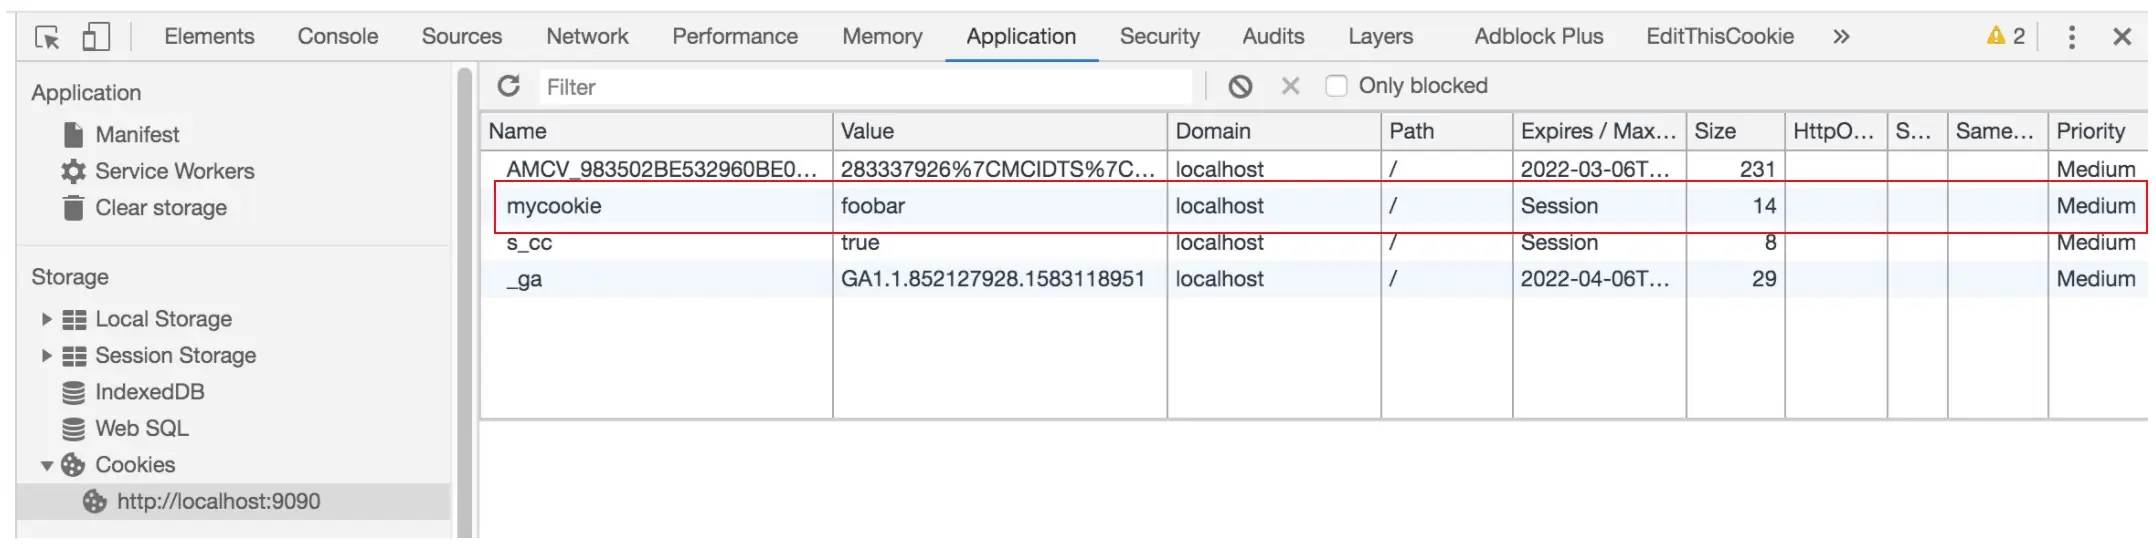 Elements Console Sources Network Performance Memory Application Security Audits Layers Adblock Plus EditThisCookie » 2
Application
Manifest
Service Workers
Clear storage
Storage
Local Storage
Session Storage
IndexedDB
Web SQL
Cookies
http://localhost:9090
Filter Only blocked
Name Value Domain Path Expires / Max... Size HttpO... S... Same... Priority
AMCV_983502BE532960BE0... 283337926%7CMCIDTS%7C... localhost / 2022-03-06T... 231 Medium
mycookie foobar localhost / Session 14 Medium
s_cc true localhost / Session 8 Medium
_ga GA1.1.852127928.1583118951 localhost / 2022-04-06T... 29 Medium